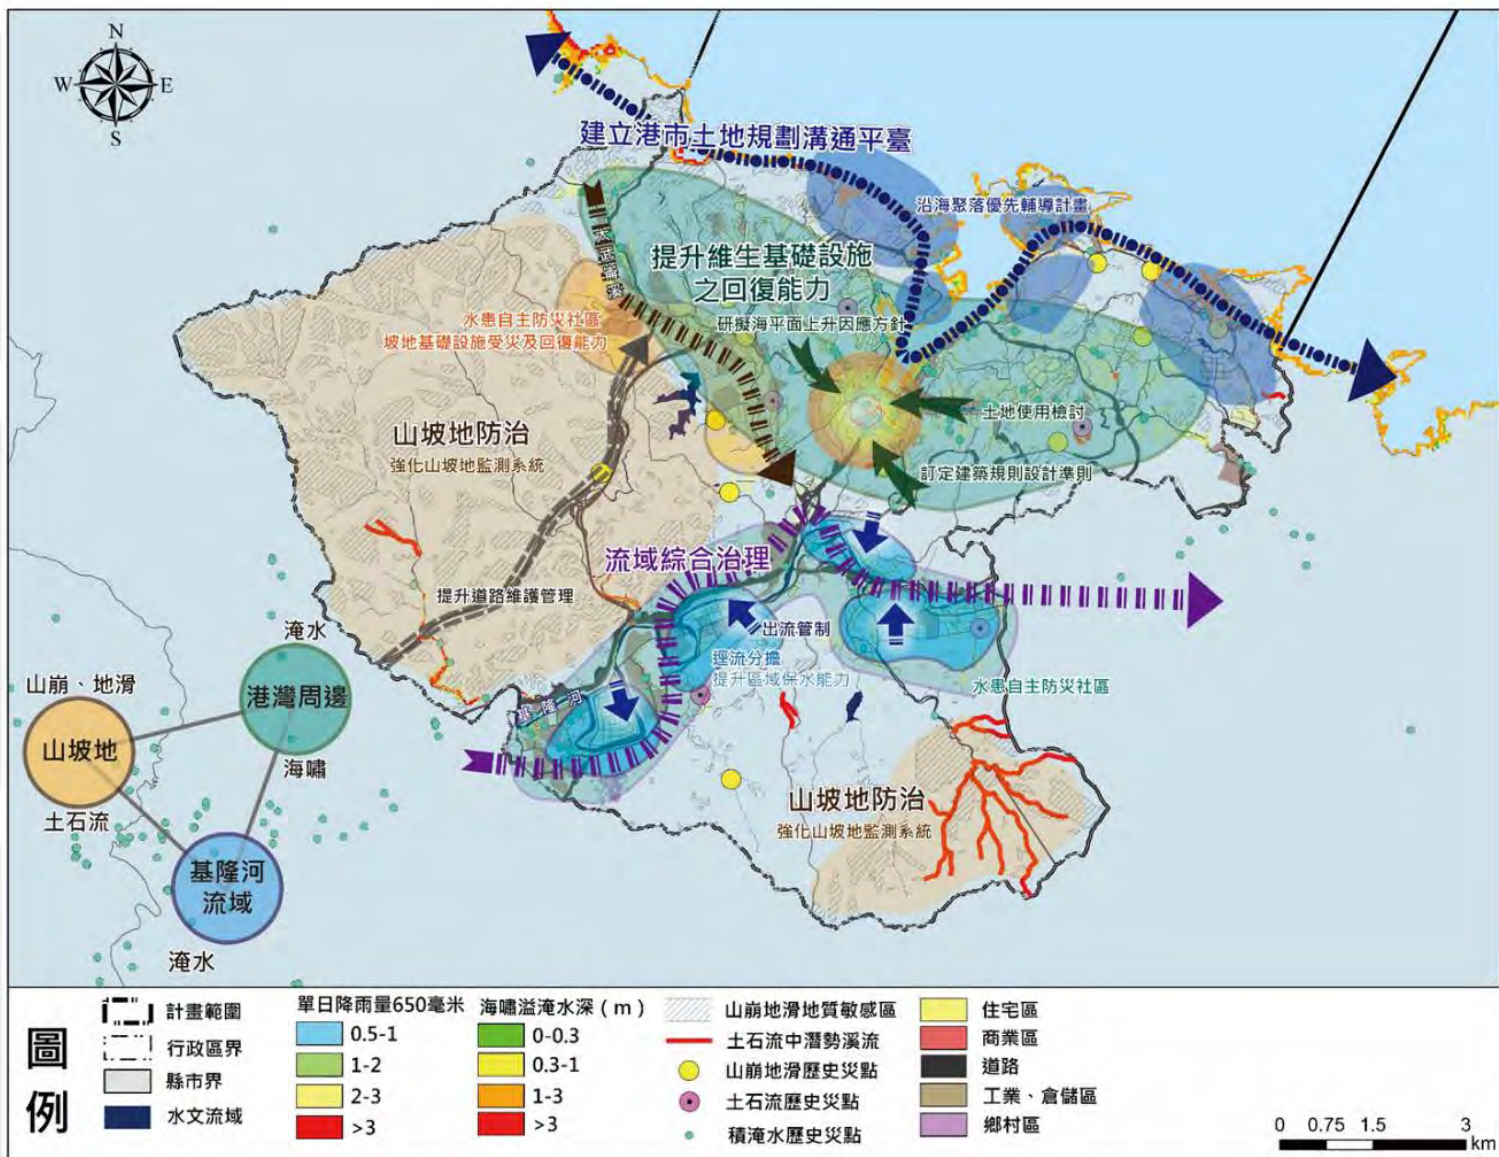 N
W
E
S
建立港市土地規劃溝通平臺
沿海聚落優先輔導計畫
大武崙溪
提升維生基礎設施
之回復能力
研擬海平面上升因應方針
水患自主防災社區
坡地基礎設施受災及回復能力
土地使用檢討
山坡地防治
強化山坡地監測系統
訂定建築規則設計準則
流域綜合治理
提升道路維護管理
出流管制
逕流分擔
提升區域保水能力
水患自主防災社區
基隆河
淹水
山崩、地滑
港灣周邊
山坡地
海嘯
土石流
基隆河
流域
淹水
山坡地防治
強化山坡地監測系統
圖例
計畫範圍
行政區界
縣市界
水文流域
單日降雨量650毫米
0.5-1
1-2
2-3
>3
海嘯溢淹水深（m）
0-0.3
0.3-1
1-3
>3
山崩地滑地質敏感區
土石流中潛勢溪流
山崩地滑歷史災點
土石流歷史災點
積淹水歷史災點
住宅區
商業區
道路
工業、倉儲區
鄉村區
0 0.75 1.5 3
km